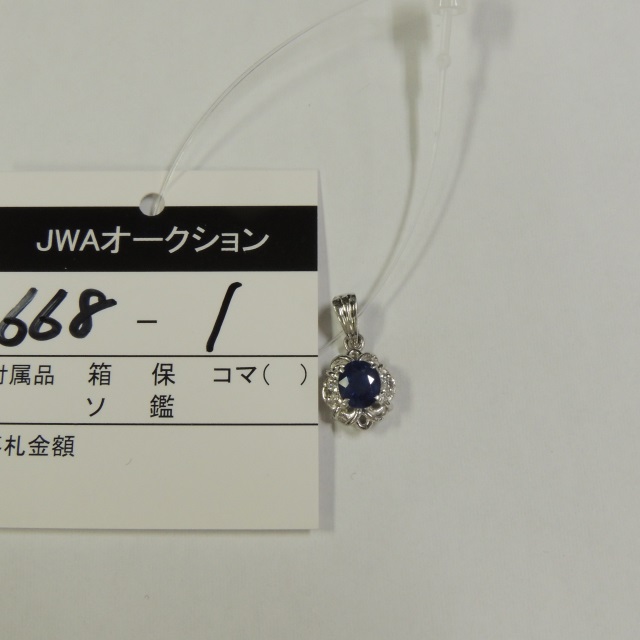 JWAオークション
668-1
付属品 箱 保 コマ( )
ソ 鑑
札金額